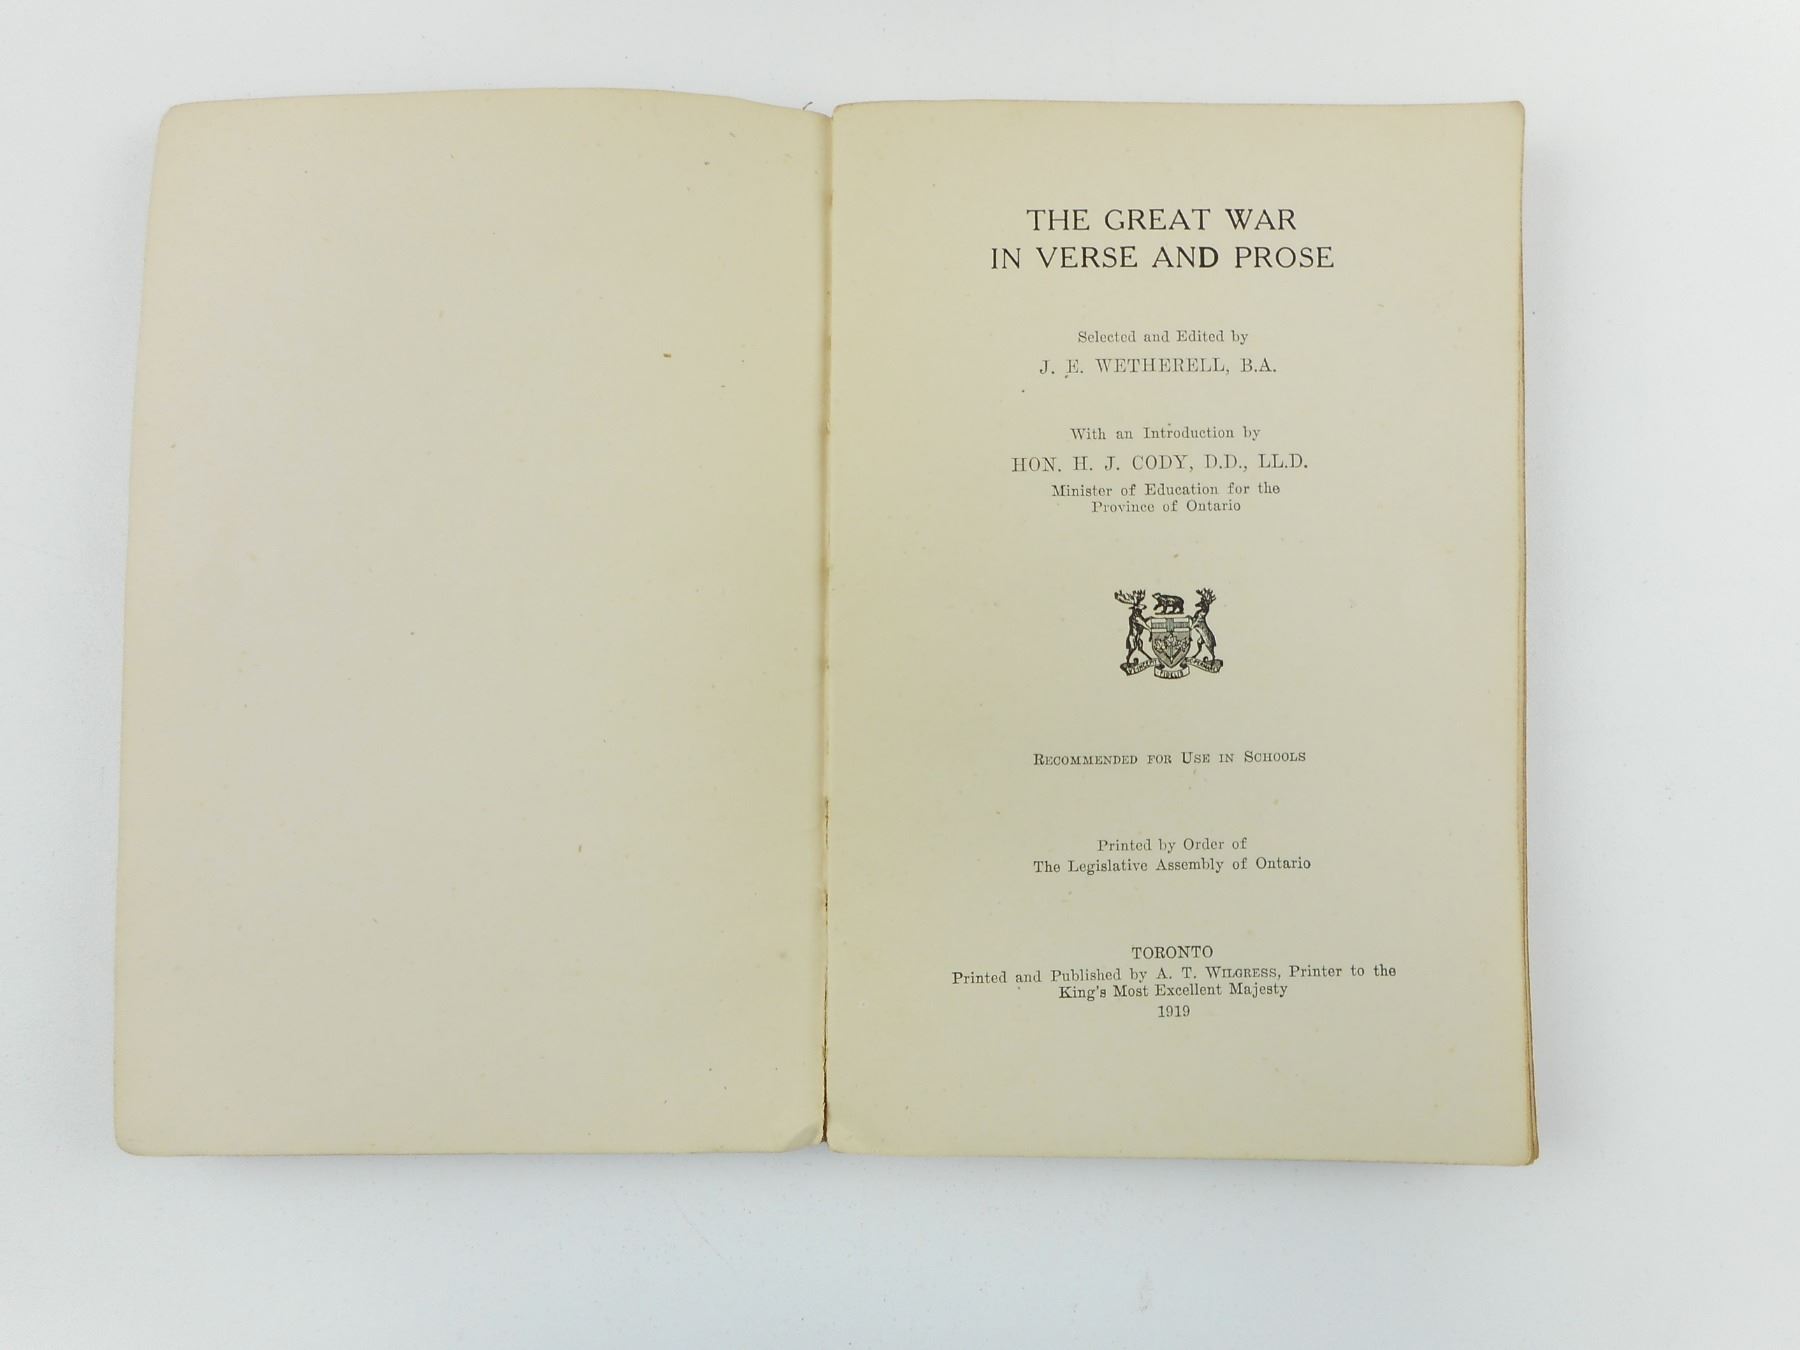 THE GREAT WAR
IN VERSE AND PROSE
Selected and Edited by
J. E. WETHERELL, B.A.
With an Introduction by
HON. H. J. CODY, D.D., LL.D.
Minister of Education for the
Province of Ontario
FIDELIS
RECOMMENDED FOR USE IN SCHOOLS
Printed by Order of
The Legislative Assembly of Ontario
TORONTO
Printed and Published by A. T. WILGRESS, Printer to the
King's Most Excellent Majesty
1919